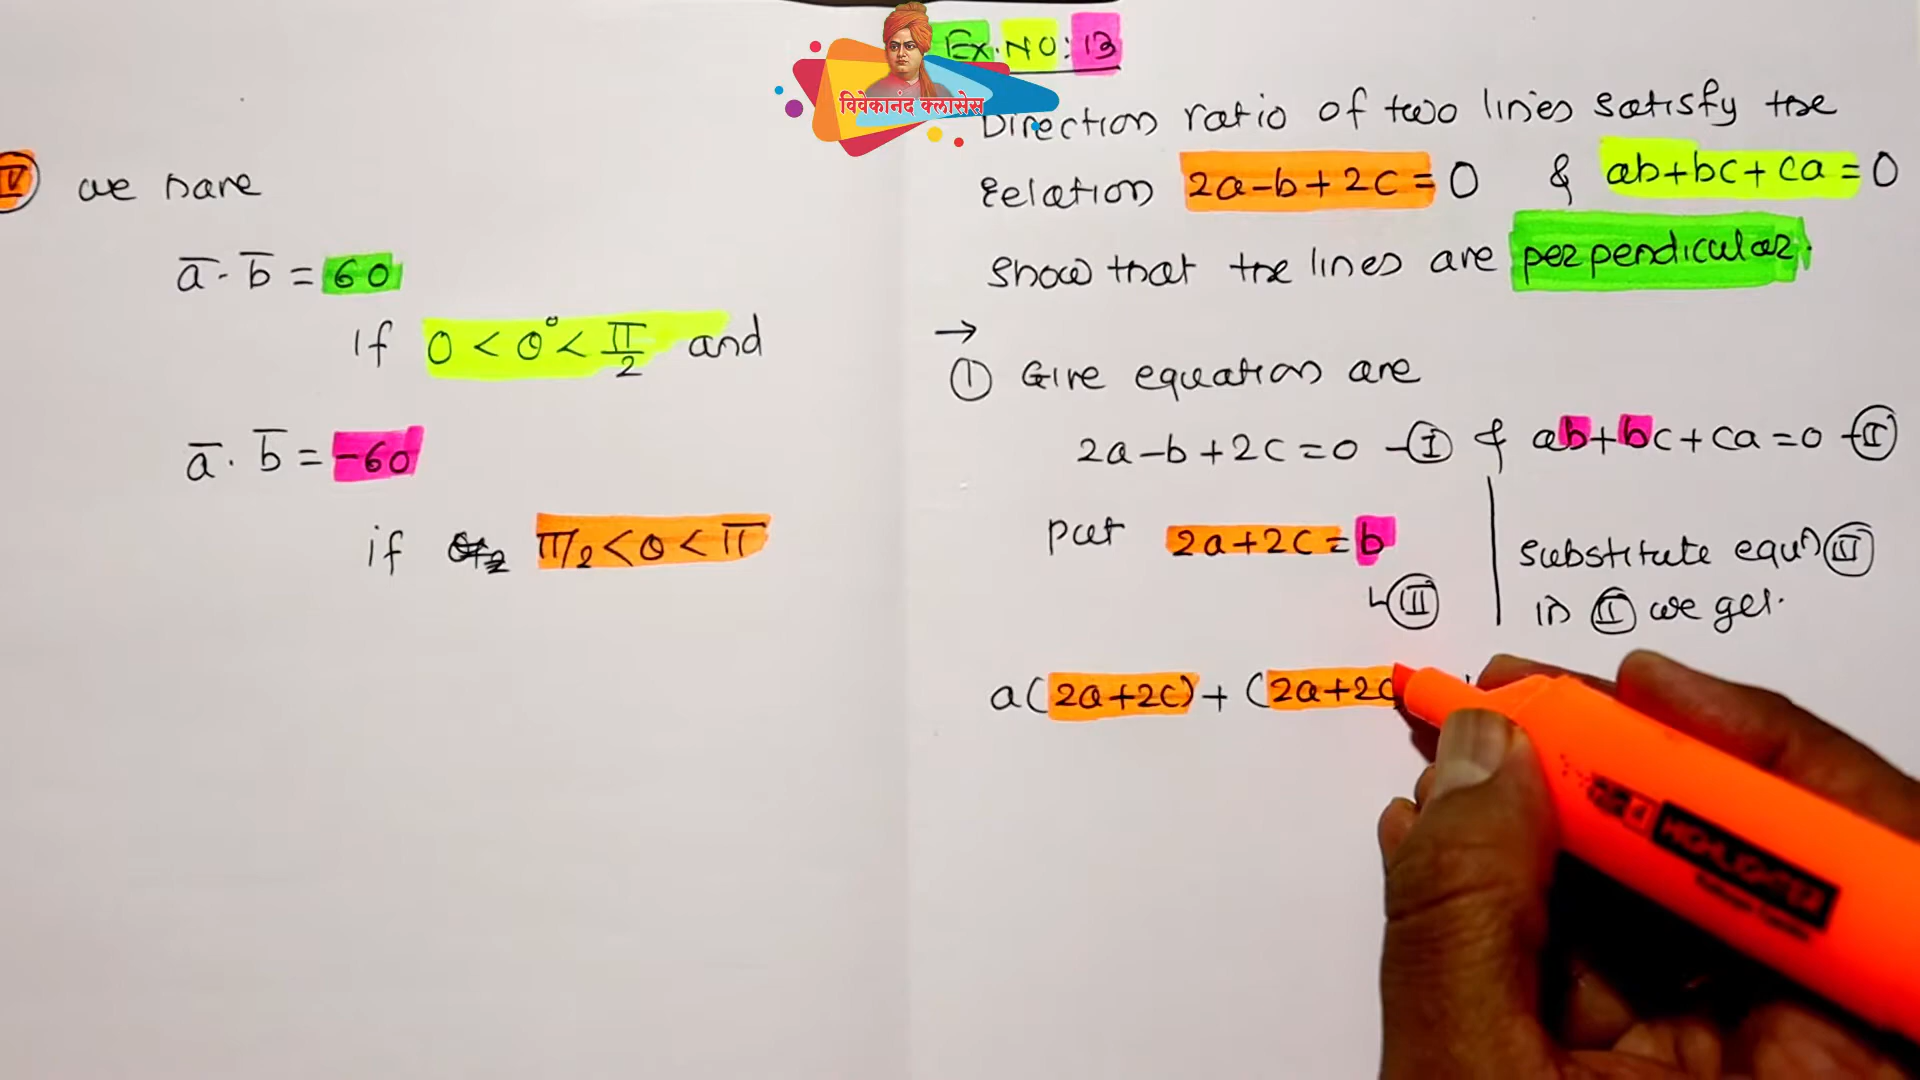 IV we have
a̅ · b̅ = 60
If 0 < θ° < π/2 and
a̅ · b̅ = -60
if π/2 < θ < π
विवेकानंद क्लासेस
Ex. NO: 13
Direction ratio of two lines satisfy the
relation 2a-b+2c=0 & ab+bc+ca=0
show that the lines are perpendicular.
→
① Give equation are
2a-b+2c=0 -Ⓘ & ab+bc+ca=0 -Ⓘⓘ
put 2a+2c=b
Ⓘⓘⓘ
substitute equⁿ III
in II we get.
a(2a+2c)+(2a+2c
HIGHLIGHTER